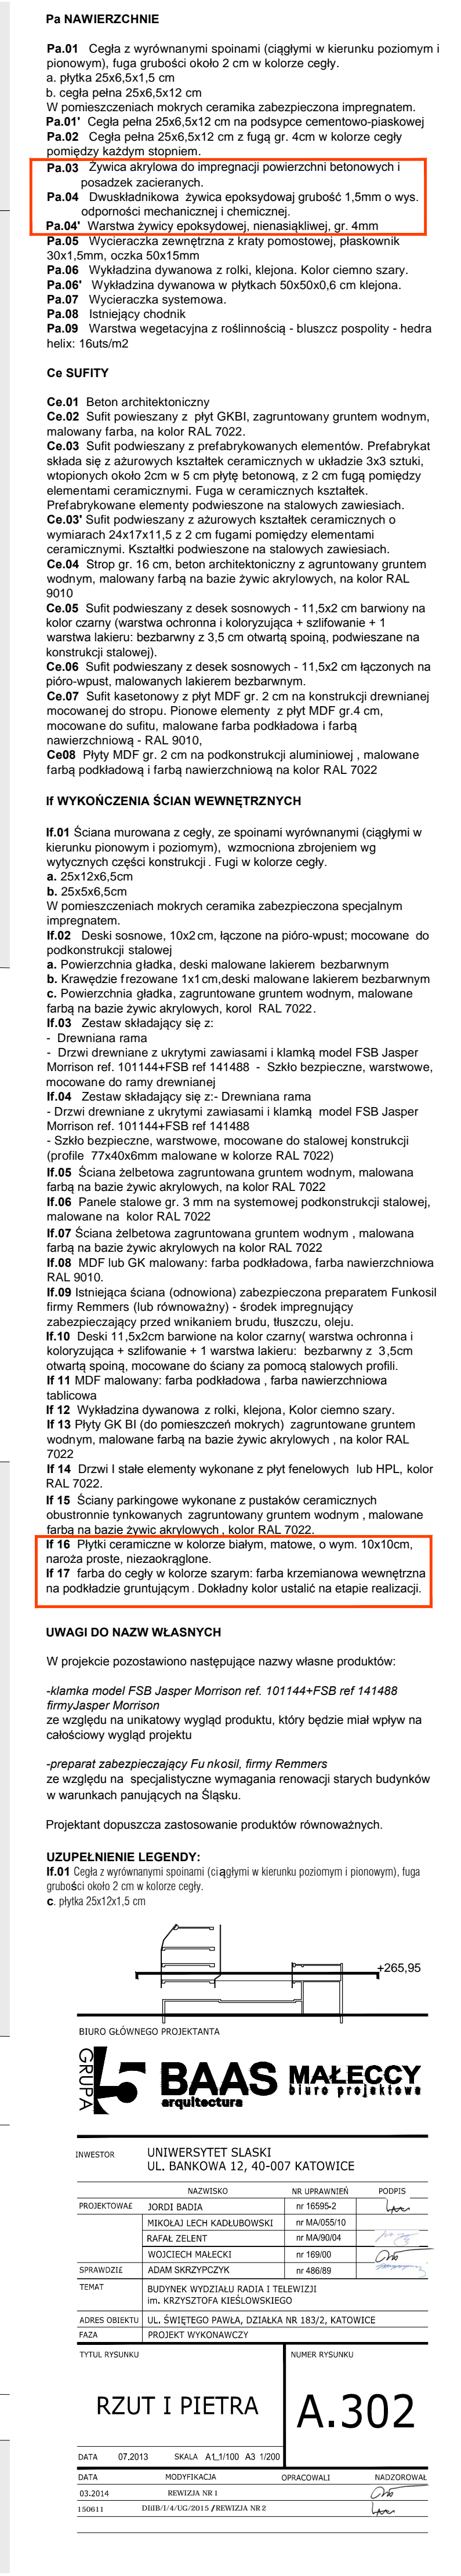 Pa NAWIERZCHNIE
Pa.01 Cegła z wyrównanymi spoinami (ciągłymi w kierunku poziomym i
pionowym), fuga grubości około 2 cm w kolorze cegły.
a. płytka 25x6,5x1,5 cm
b. cegła pełna 25x6,5x12 cm
W pomieszczeniach mokrych ceramika zabezpieczona impregnatem.
Pa.01' Cegła pełna 25x6,5x12 cm na podsypce cementowo-piaskowej
Pa.02 Cegła pełna 25x6,5x12 cm z fugą gr. 4cm w kolorze cegły
pomiędzy każdym stopniem.
Pa.03 Żywica akrylowa do impregnacji powierzchni betonowych i
posadzek zacieranych.
Pa.04 Dwuskładnikowa żywica epoksydowaj grubość 1,5mm o wys.
odporności mechanicznej i chemicznej.
Pa.04' Warstwa żywicy epoksydowej, nienasiąkliwej, gr. 4mm
Pa.05 Wycieraczka zewnętrzna z kraty pomostowej, płaskownik
30x1,5mm, oczka 50x15mm
Pa.06 Wykładzina dywanowa z rolki, klejona. Kolor ciemno szary.
Pa.06' Wykładzina dywanowa w płytkach 50x50x0,6 cm klejona.
Pa.07 Wycieraczka systemowa.
Pa.08 Istniejący chodnik
Pa.09 Warstwa wegetacyjna z roślinnością - bluszcz pospolity - hedra
helix: 16uts/m2
Ce SUFITY
Ce.01 Beton architektoniczny
Ce.02 Sufit powieszany z płyt GKBI, zagruntowany gruntem wodnym,
malowany farba, na kolor RAL 7022.
Ce.03 Sufit podwieszany z prefabrykowanych elementów. Prefabrykat
składa się z ażurowych kształtek ceramicznych w układzie 3x3 sztuki,
wtopionych około 2cm w 5 cm płytę betonową, z 2 cm fugą pomiędzy
elementami ceramicznymi. Fuga w ceramicznych kształtek.
Prefabrykowane elementy podwieszone na stalowych zawiesiach.
Ce.03' Sufit podwieszany z ażurowych kształtek ceramicznych o
wymiarach 24x17x11,5 z 2 cm fugami pomiędzy elementami
ceramicznymi. Kształtki podwieszone na stalowych zawiesiach.
Ce.04 Strop gr. 16 cm, beton architektoniczny z agruntowany gruntem
wodnym, malowany farbą na bazie żywic akrylowych, na kolor RAL
9010
Ce.05 Sufit podwieszany z desek sosnowych - 11,5x2 cm barwiony na
kolor czarny (warstwa ochronna i koloryzująca + szlifowanie + 1
warstwa lakieru: bezbarwny z 3,5 cm otwartą spoiną, podwieszane na
konstrukcji stalowej).
Ce.06 Sufit podwieszany z desek sosnowych - 11,5x2 cm łączonych na
pióro-wpust, malowanych lakierem bezbarwnym.
Ce.07 Sufit kasetonowy z płyt MDF gr. 2 cm na konstrukcji drewnianej
mocowanej do stropu. Pionowe elementy z płyt MDF gr.4 cm,
mocowane do sufitu, malowane farba podkładowa i farbą
nawierzchniową - RAL 9010,
Ce08 Płyty MDF gr. 2 cm na podkonstrukcji aluminiowej , malowane
farbą podkładową i farbą nawierzchniową na kolor RAL 7022
If WYKOŃCZENIA ŚCIAN WEWNĘTRZNYCH
If.01 Ściana murowana z cegły, ze spoinami wyrównanymi (ciągłymi w
kierunku pionowym i poziomym), wzmocniona zbrojeniem wg
wytycznych części konstrukcji . Fugi w kolorze cegły.
a. 25x12x6,5cm
b. 25x5x6,5cm
W pomieszczeniach mokrych ceramika zabezpieczona specjalnym
impregnatem.
If.02 Deski sosnowe, 10x2 cm, łączone na pióro-wpust; mocowane do
podkonstrukcji stalowej
a. Powierzchnia gładka, deski malowane lakierem bezbarwnym
b. Krawędzie frezowane 1x1 cm,deski malowane lakierem bezbarwnym
c. Powierzchnia gładka, zagruntowane gruntem wodnym, malowane
farbą na bazie żywic akrylowych, korol RAL 7022.
If.03 Zestaw składający się z:
- Drewniana rama
- Drzwi drewniane z ukrytymi zawiasami i klamką model FSB Jasper
Morrison ref. 101144+FSB ref 141488 - Szkło bezpieczne, warstwowe,
mocowane do ramy drewnianej
If.04 Zestaw składający się z:- Drewniana rama
- Drzwi drewniane z ukrytymi zawiasami i klamką model FSB Jasper
Morrison ref. 101144+FSB ref 141488
- Szkło bezpieczne, warstwowe, mocowane do stalowej konstrukcji
(profile 77x40x6mm malowane w kolorze RAL 7022)
If.05 Ściana żelbetowa zagruntowana gruntem wodnym, malowana
farbą na bazie żywic akrylowych, na kolor RAL 7022
If.06 Panele stalowe gr. 3 mm na systemowej podkonstrukcji stalowej,
malowane na kolor RAL 7022
If.07 Ściana żelbetowa zagruntowana gruntem wodnym , malowana
farbą na bazie żywic akrylowych na kolor RAL 7022
If.08 MDF lub GK malowany: farba podkładowa, farba nawierzchniowa
RAL 9010.
If.09 Istniejąca ściana (odnowiona) zabezpieczona preparatem Funkosil
firmy Remmers (lub równoważny) - środek impregnujący
zabezpieczający przed wnikaniem brudu, tłuszczu, oleju.
If.10 Deski 11,5x2cm barwione na kolor czarny( warstwa ochronna i
koloryzująca + szlifowanie + 1 warstwa lakieru: bezbarwny z 3,5cm
otwartą spoiną, mocowane do ściany za pomocą stalowych profili.
If 11 MDF malowany: farba podkładowa , farba nawierzchniowa
tablicowa
If 12 Wykładzina dywanowa z rolki, klejona, Kolor ciemno szary.
If 13 Płyty GK BI (do pomieszczeń mokrych) zagruntowane gruntem
wodnym, malowane farbą na bazie żywic akrylowych , na kolor RAL
7022
If 14 Drzwi I stałe elementy wykonane z płyt fenelowych lub HPL, kolor
RAL 7022.
If 15 Ściany parkingowe wykonane z pustaków ceramicznych
obustronnie tynkowanych zagruntowany gruntem wodnym , malowane
farbą na bazie żywic akrylowych , kolor RAL 7022.
If 16 Płytki ceramiczne w kolorze białym, matowe, o wym. 10x10cm,
naroża proste, niezaokrąglone.
If 17 farba do cegły w kolorze szarym: farba krzemianowa wewnętrzna
na podkładzie gruntującym . Dokładny kolor ustalić na etapie realizacji.
UWAGI DO NAZW WŁASNYCH
W projekcie pozostawiono następujące nazwy własne produktów:
-klamka model FSB Jasper Morrison ref. 101144+FSB ref 141488
firmyJasper Morrison
ze względu na unikatowy wygląd produktu, który będzie miał wpływ na
całościowy wygląd projektu
-preparat zabezpieczający Funkosil, firmy Remmers
ze względu na specjalistyczne wymagania renowacji starych budynków
w warunkach panujących na Śląsku.
Projektant dopuszcza zastosowanie produktów równoważnych.
UZUPEŁNIENIE LEGENDY:
If.01 Cegła z wyrównanymi spoinami (ciągłymi w kierunku poziomym i pionowym), fuga
grubości około 2 cm w kolorze cegły.
c. płytka 25x12x1,5 cm
+265,95
BIURO GŁÓWNEGO PROJEKTANTA
GRUPA 5 BAAS arquitectura MAŁECCY biuro projektowe
INWESTOR UNIWERSYTET SLASKI
UL. BANKOWA 12, 40-007 KATOWICE
NAZWISKO NR UPRAWNIEŃ PODPIS
PROJEKTOWAŁ JORDI BADIA nr 16595-2
MIKOŁAJ LECH KADŁUBOWSKI nr MA/055/10
RAFAŁ ZELENT nr MA/90/04
WOJCIECH MAŁECKI nr 169/00
SPRAWDZIŁ ADAM SKRZYPCZYK nr 486/89
TEMAT BUDYNEK WYDZIAŁU RADIA I TELEWIZJI
im. KRZYSZTOFA KIEŚLOWSKIEGO
ADRES OBIEKTU UL. ŚWIĘTEGO PAWŁA, DZIAŁKA NR 183/2, KATOWICE
FAZA PROJEKT WYKONAWCZY
TYTUŁ RYSUNKU NUMER RYSUNKU
RZUT I PIETRA A.302
DATA 07.2013 SKALA A1_1/100 A3 1/200
DATA MODYFIKACJA OPRACOWALI NADZOROWAŁ
03.2014 REWIZJA NR 1
150611 DIiIB/I/4/UG/2015 /REWIZJA NR 2